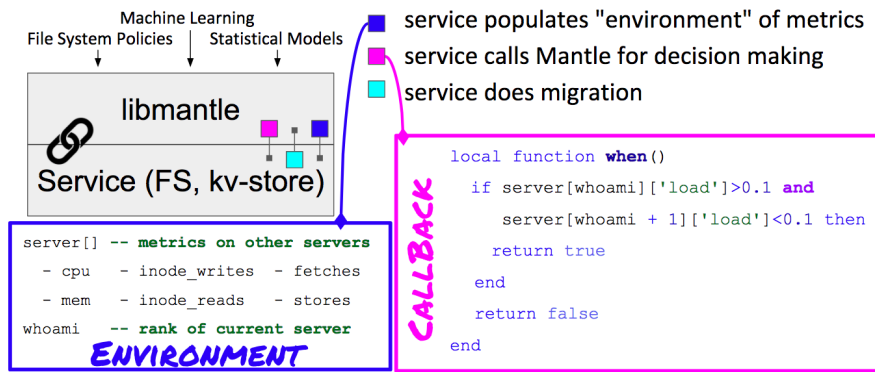 Machine Learning
File System Policies
Statistical Models
libmantle
Service (FS, kv-store)
service populates "environment" of metrics
service calls Mantle for decision making
service does migration
server[] -- metrics on other servers
- cpu - inode_writes - fetches
- mem - inode_reads - stores
whoami -- rank of current server
ENVIRONMENT
CALLBACK
local function when()
if server[whoami]['load']>0.1 and
server[whoami + 1]['load']<0.1 then
return true
end
return false
end